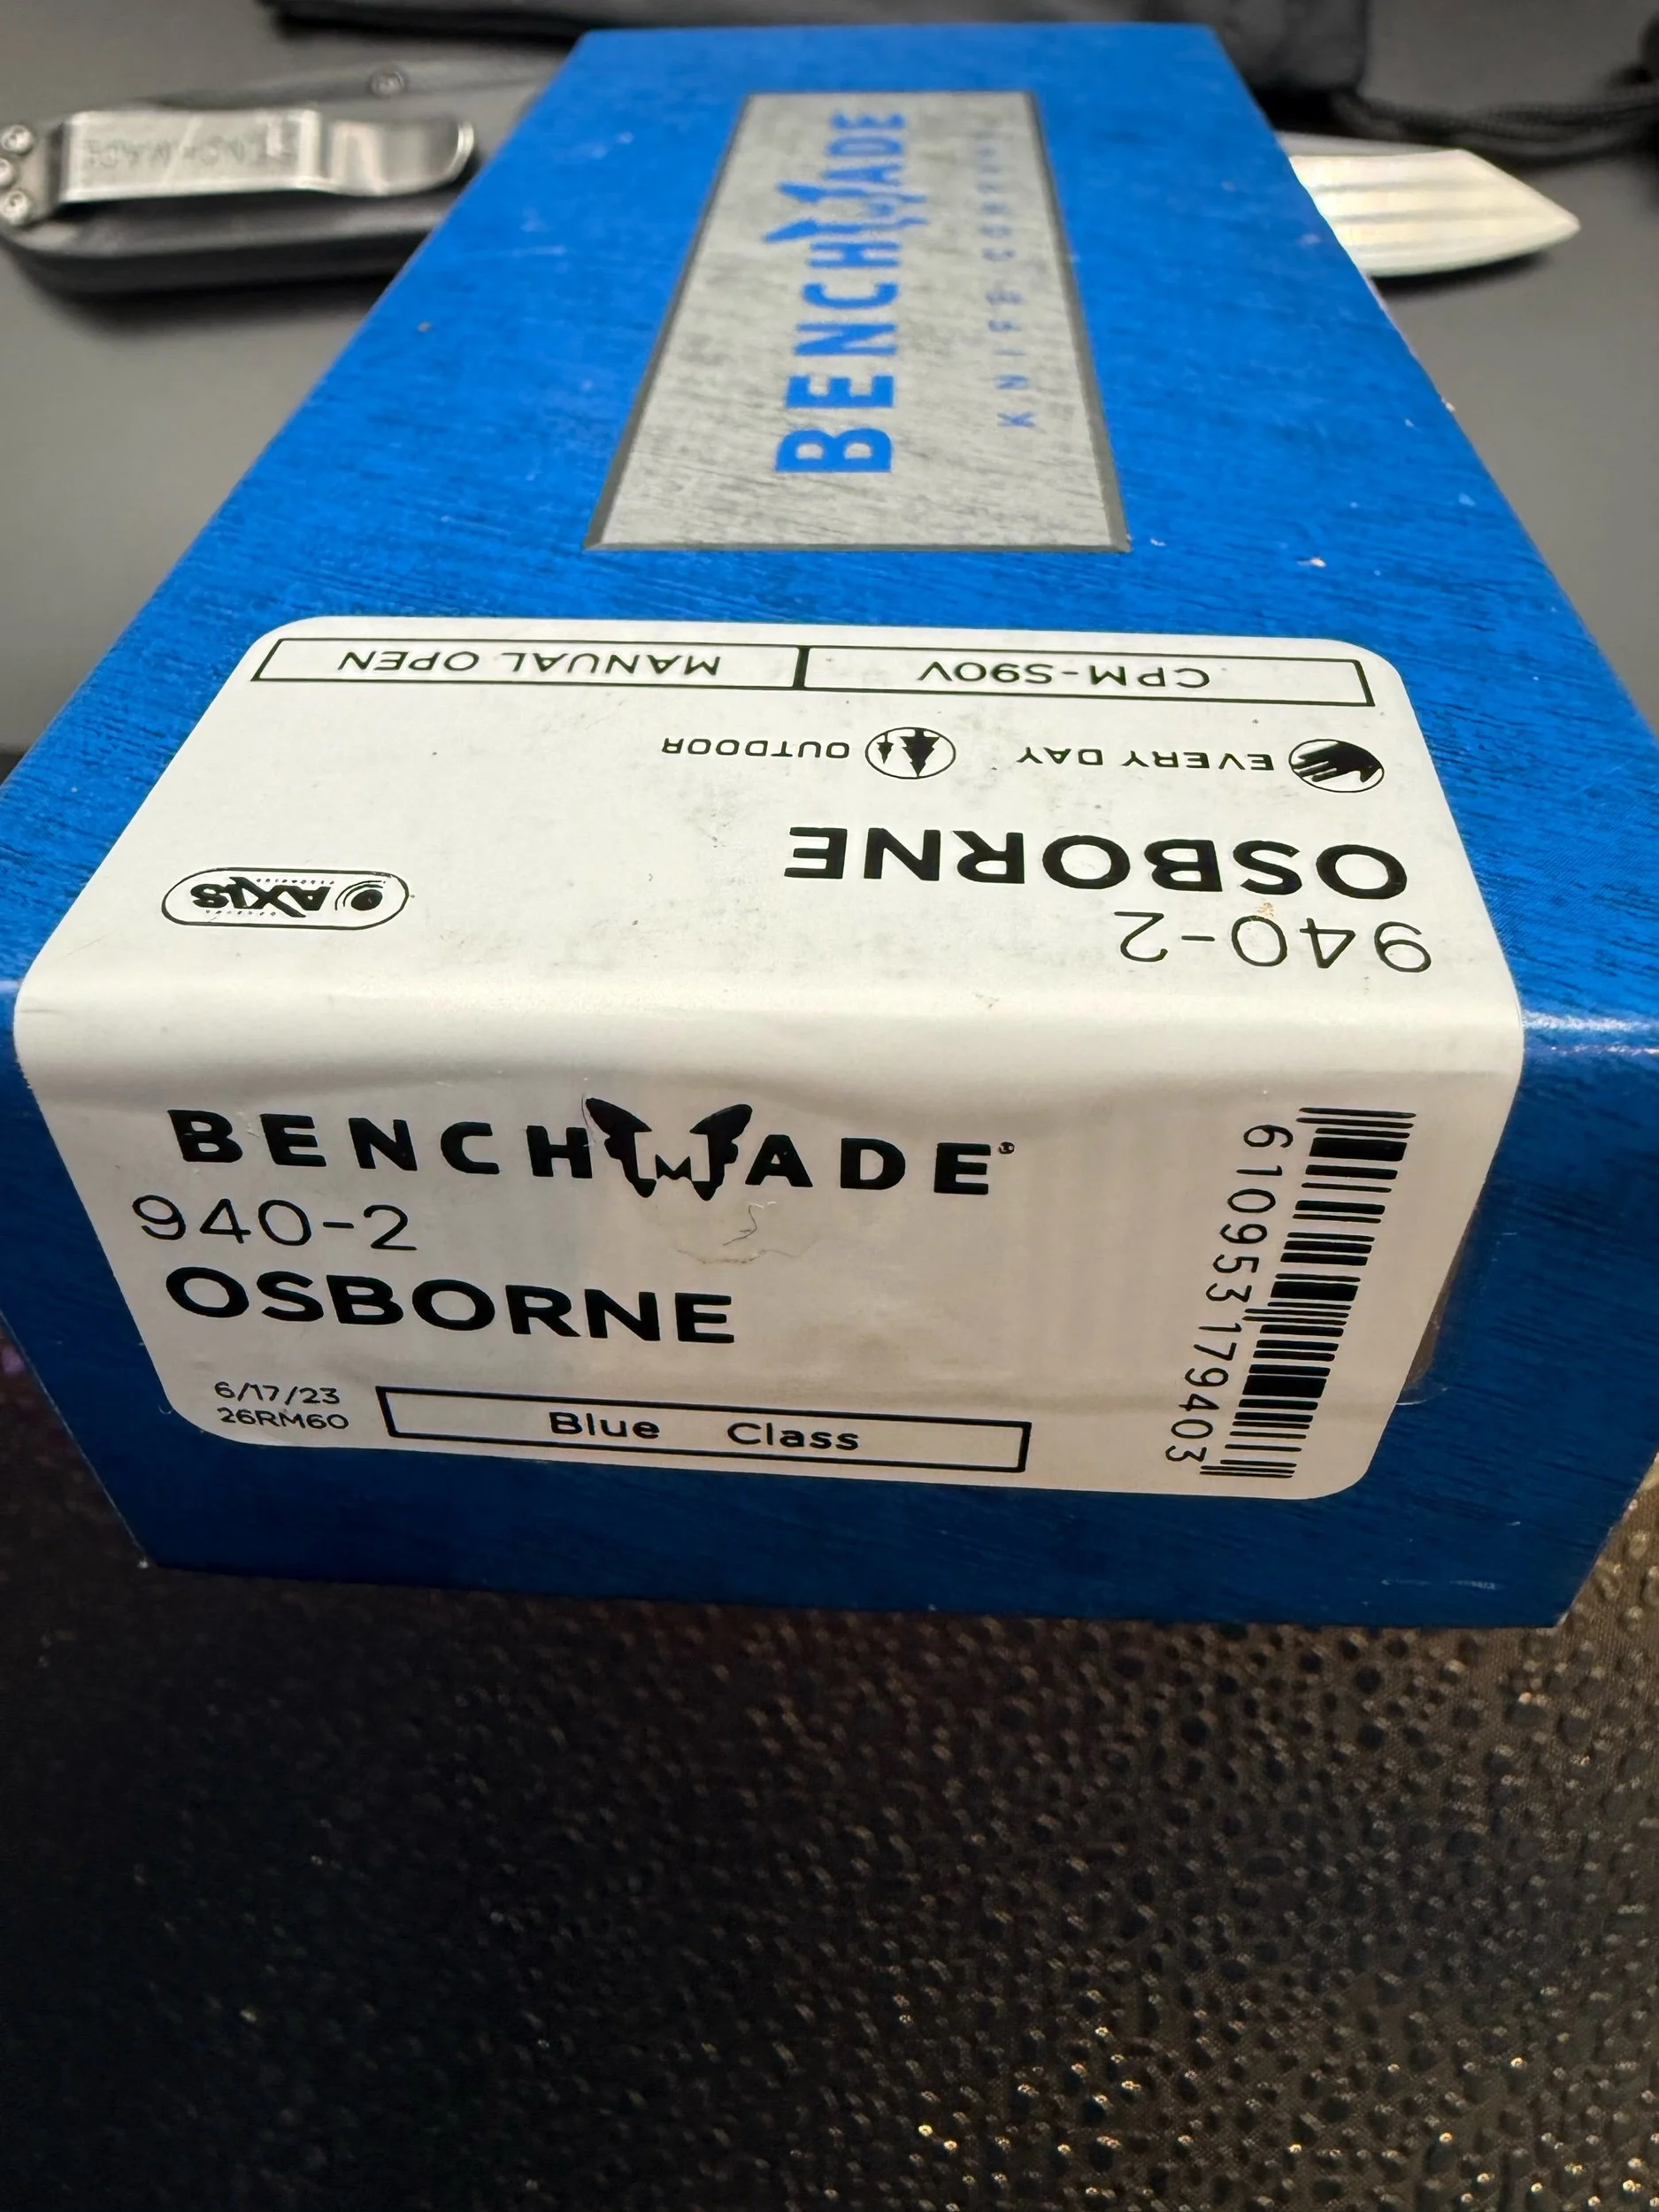 BENCHMADE
KNIFE COMPANY
940-2
OSBORNE
EVERY DAY OUTDOOR
AXIS
CPM-S90V MANUAL OPEN
BENCHMADE®
940-2
OSBORNE
6/17/23
26RM60
Blue Class
610953179403